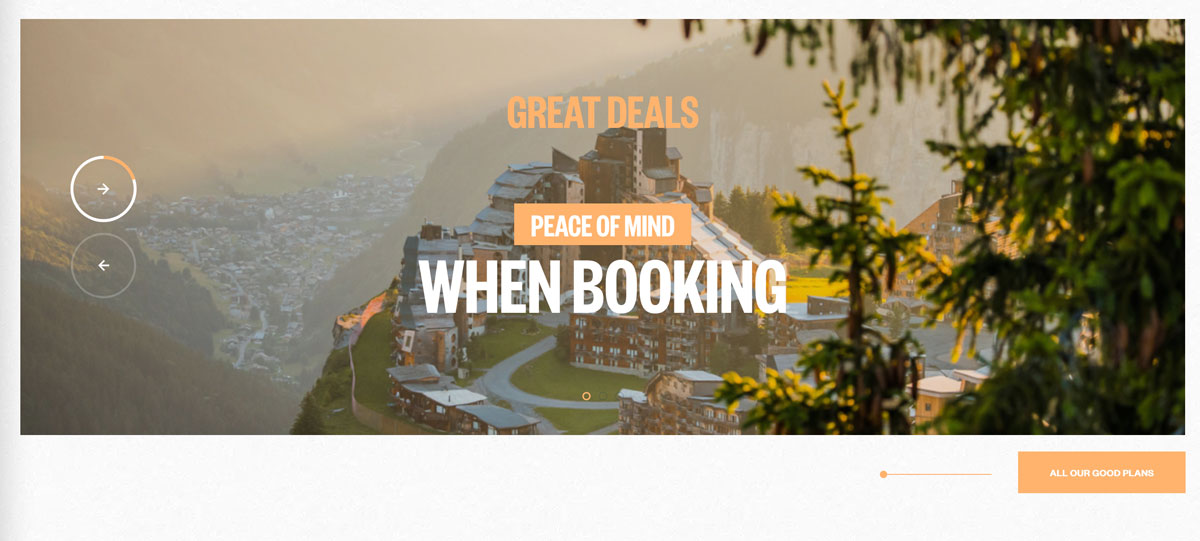 GREAT DEALS
PEACE OF MIND
WHEN BOOKING
ALL OUR GOOD PLANS